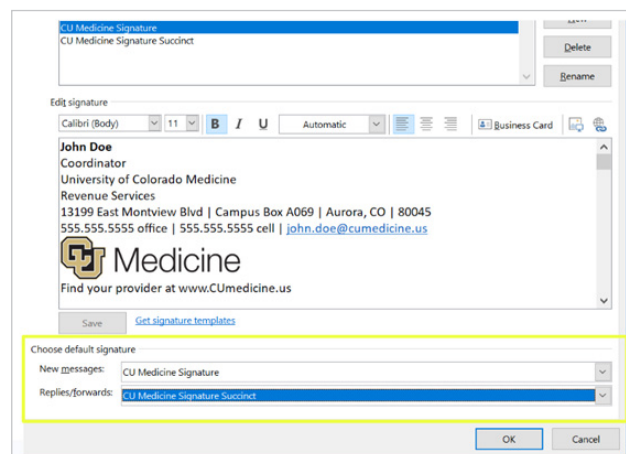 CU Medicine Signature
CU Medicine Signature Succinct
Delete
Rename
Edit signature
Calibri (Body) 11 B I U Automatic Business Card
John Doe
Coordinator
University of Colorado Medicine
Revenue Services
13199 East Montview Blvd | Campus Box A069 | Aurora, CO | 80045
555.555.5555 office | 555.555.5555 cell | john.doe@cumedicine.us
CU Medicine
Find your provider at www.CUmedicine.us
Save Get signature templates
Choose default signature
New messages: CU Medicine Signature
Replies/forwards: CU Medicine Signature Succinct
OK Cancel